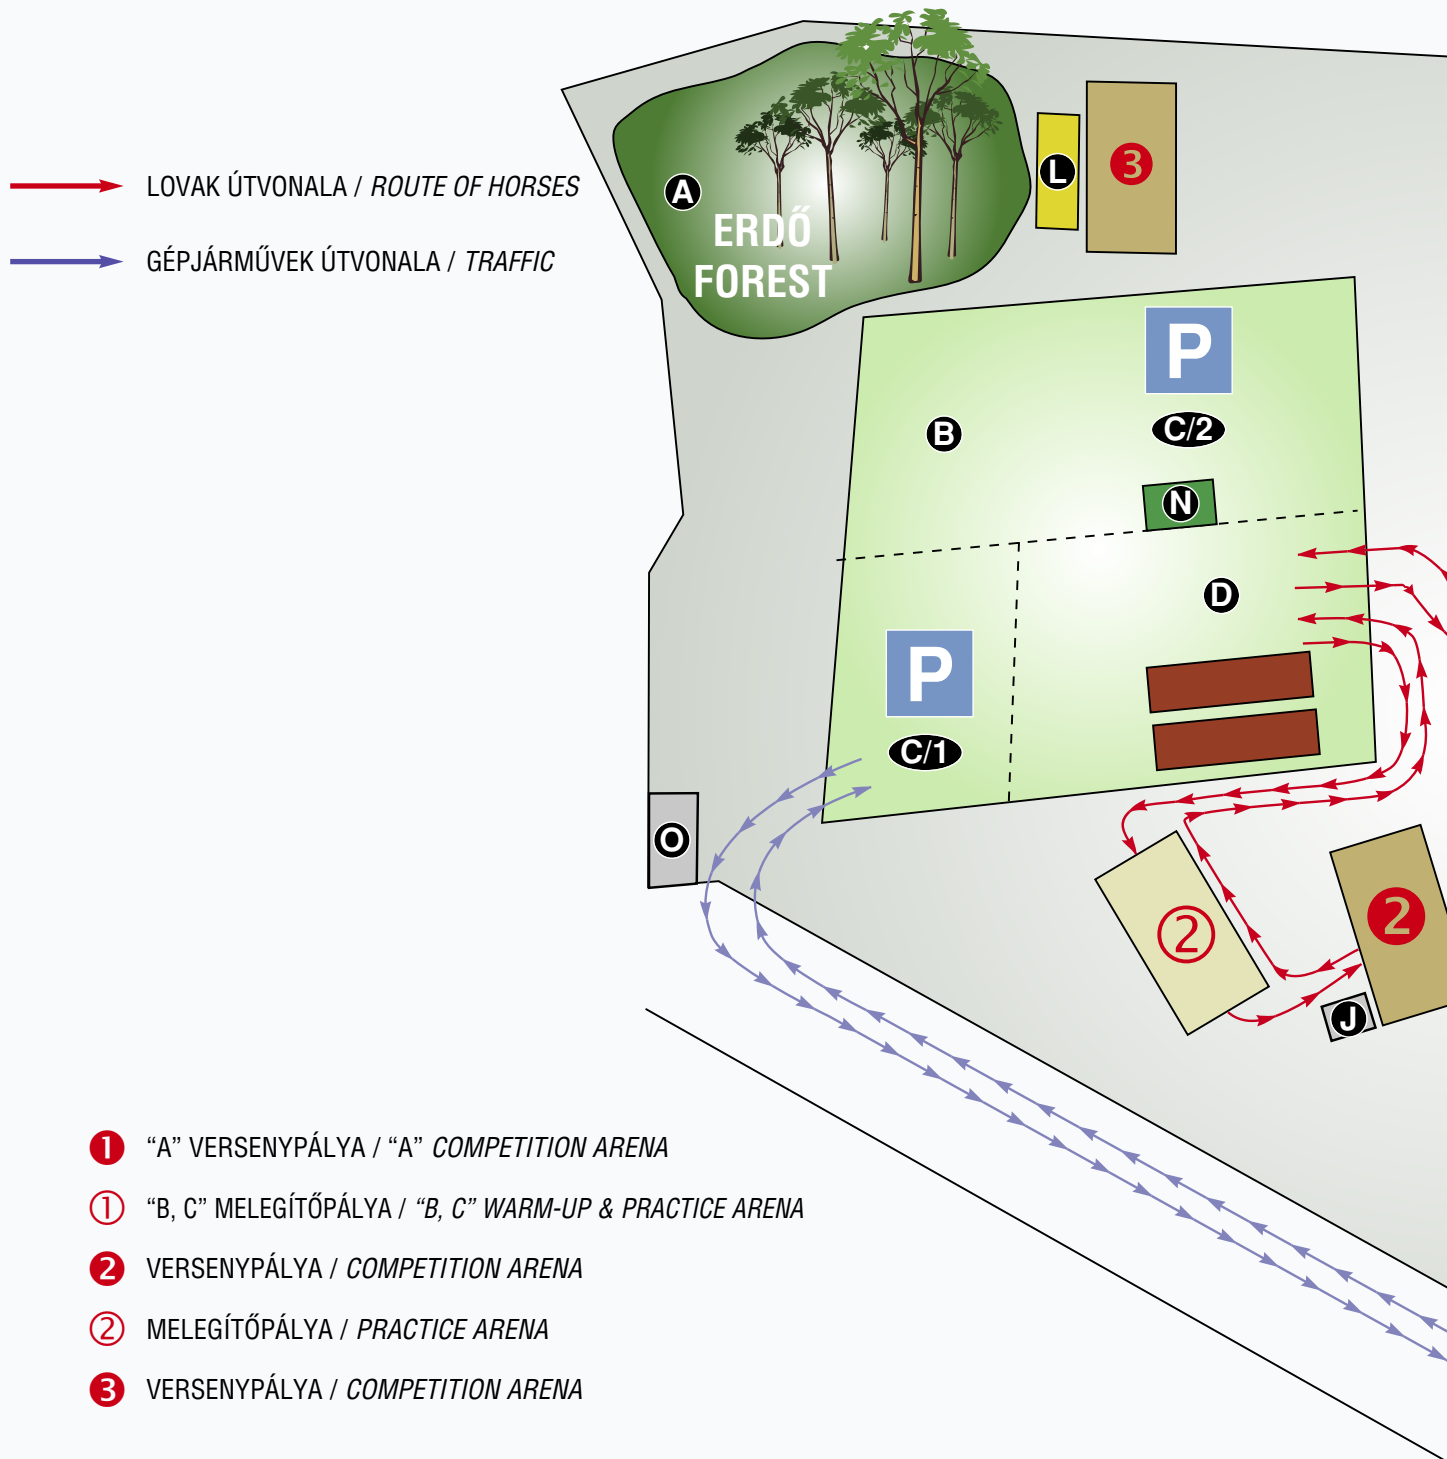 LOVAK ÚTVONALA / ROUTE OF HORSES
GÉPJÁRMŰVEK ÚTVONALA / TRAFFIC
A
ERDŐ
FOREST
L
3
P
C/2
B
N
D
P
C/1
O
2
2
J
1 “A” VERSENYPÁLYA / “A” COMPETITION ARENA
1 “B, C” MELEGÍTŐPÁLYA / “B, C” WARM-UP & PRACTICE ARENA
2 VERSENYPÁLYA / COMPETITION ARENA
2 MELEGÍTŐPÁLYA / PRACTICE ARENA
3 VERSENYPÁLYA / COMPETITION ARENA